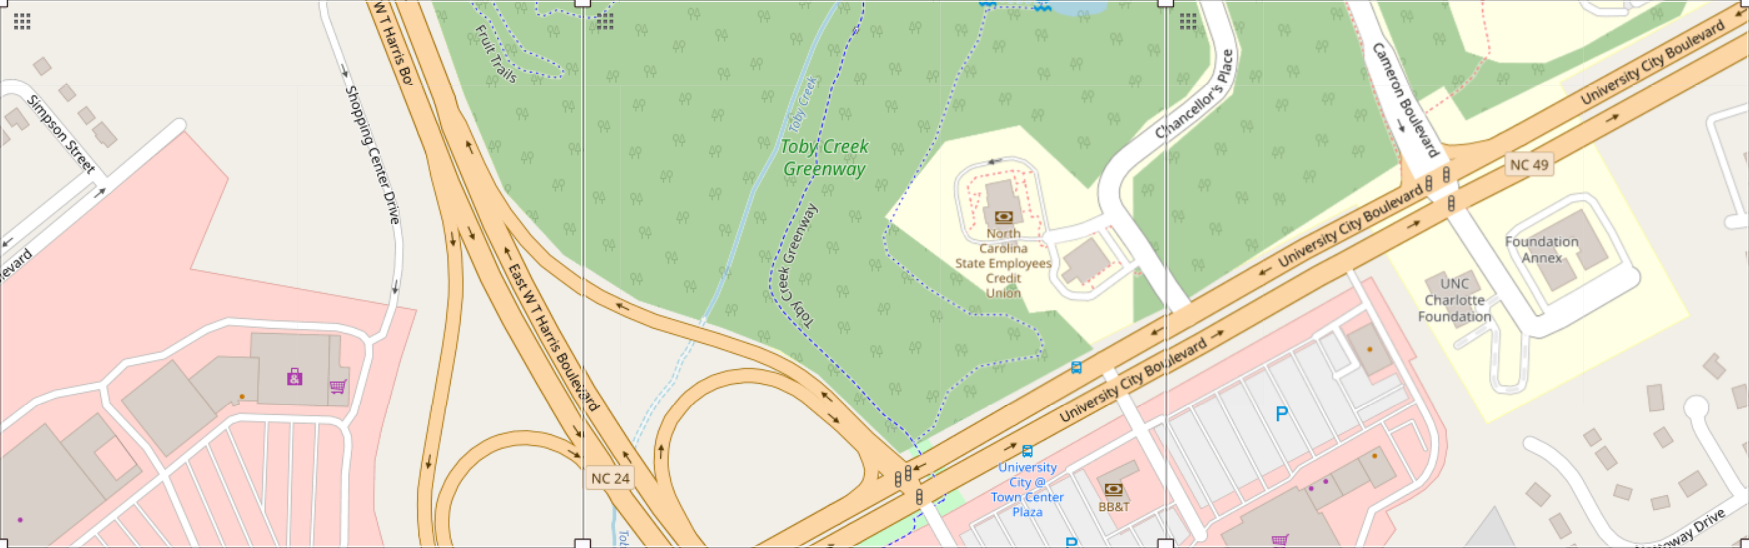 W T Harris Bo
Fruit Trails
Simpson Street
Shopping Center Drive
evard
East W T Harris Boulevard
NC 24
Toby Creek
Toby Creek
Greenway
Toby Creek Greenway
North
Carolina
State Employees
Credit
Union
Chancellor's Place
Cameron Boulevard
University City Boulevard
NC 49
University City Boulevard
University City Boulevard
Foundation
Annex
UNC
Charlotte
Foundation
P
University
City @
Town Center
Plaza
BB&T
P
Tob